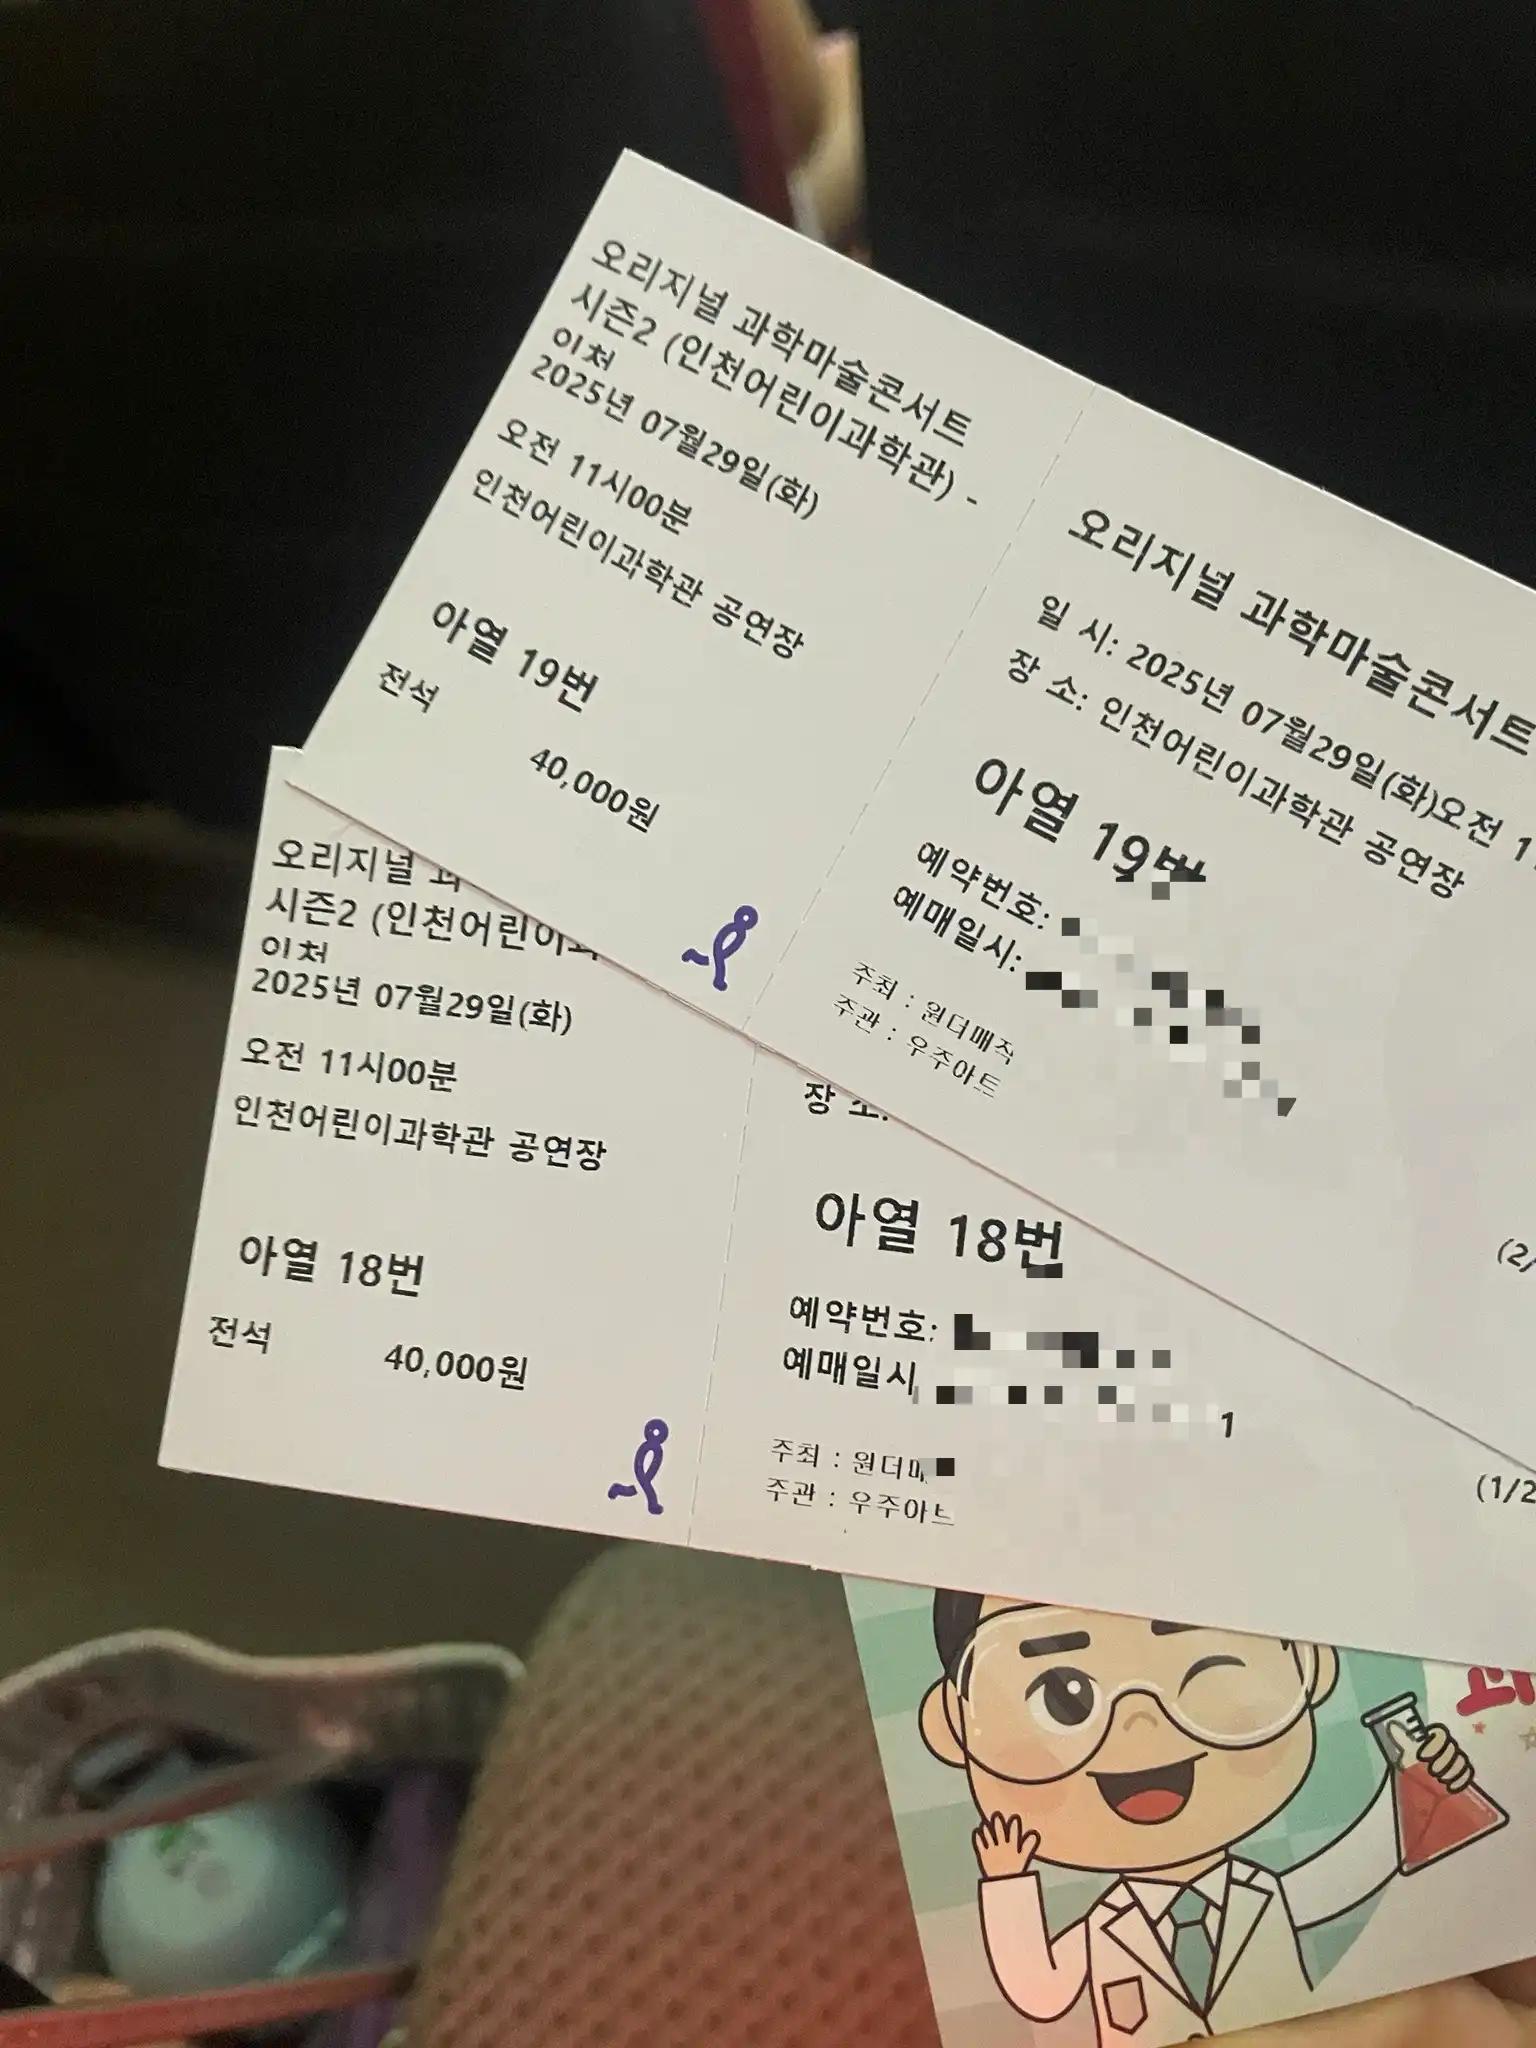 오리지널 과학마술콘서트
시즌2 (인천어린이과학관) -
2025년 07월29일(화)
오전 11시00분
인천어린이과학관 공연장
아열 19번
전석
40,000원
오리지널 과학마술콘서트
일 시: 2025년 07월29일(화)오전
장 소: 인천어린이과학관 공연장
아열 19번
예약번호:
예매일시:
주최 : 원더매직
주관 : 우주아트
(2/
오리지널
시즌2 (인천어린이과
2025년 07월29일(화)
오전 11시00분
인천어린이과학관 공연장
아열 18번
전석
40,000원
장 소:
아열 18번
예약번호:
예매일시
1
주최 : 원더매
주관 : 우주아트
(1/2